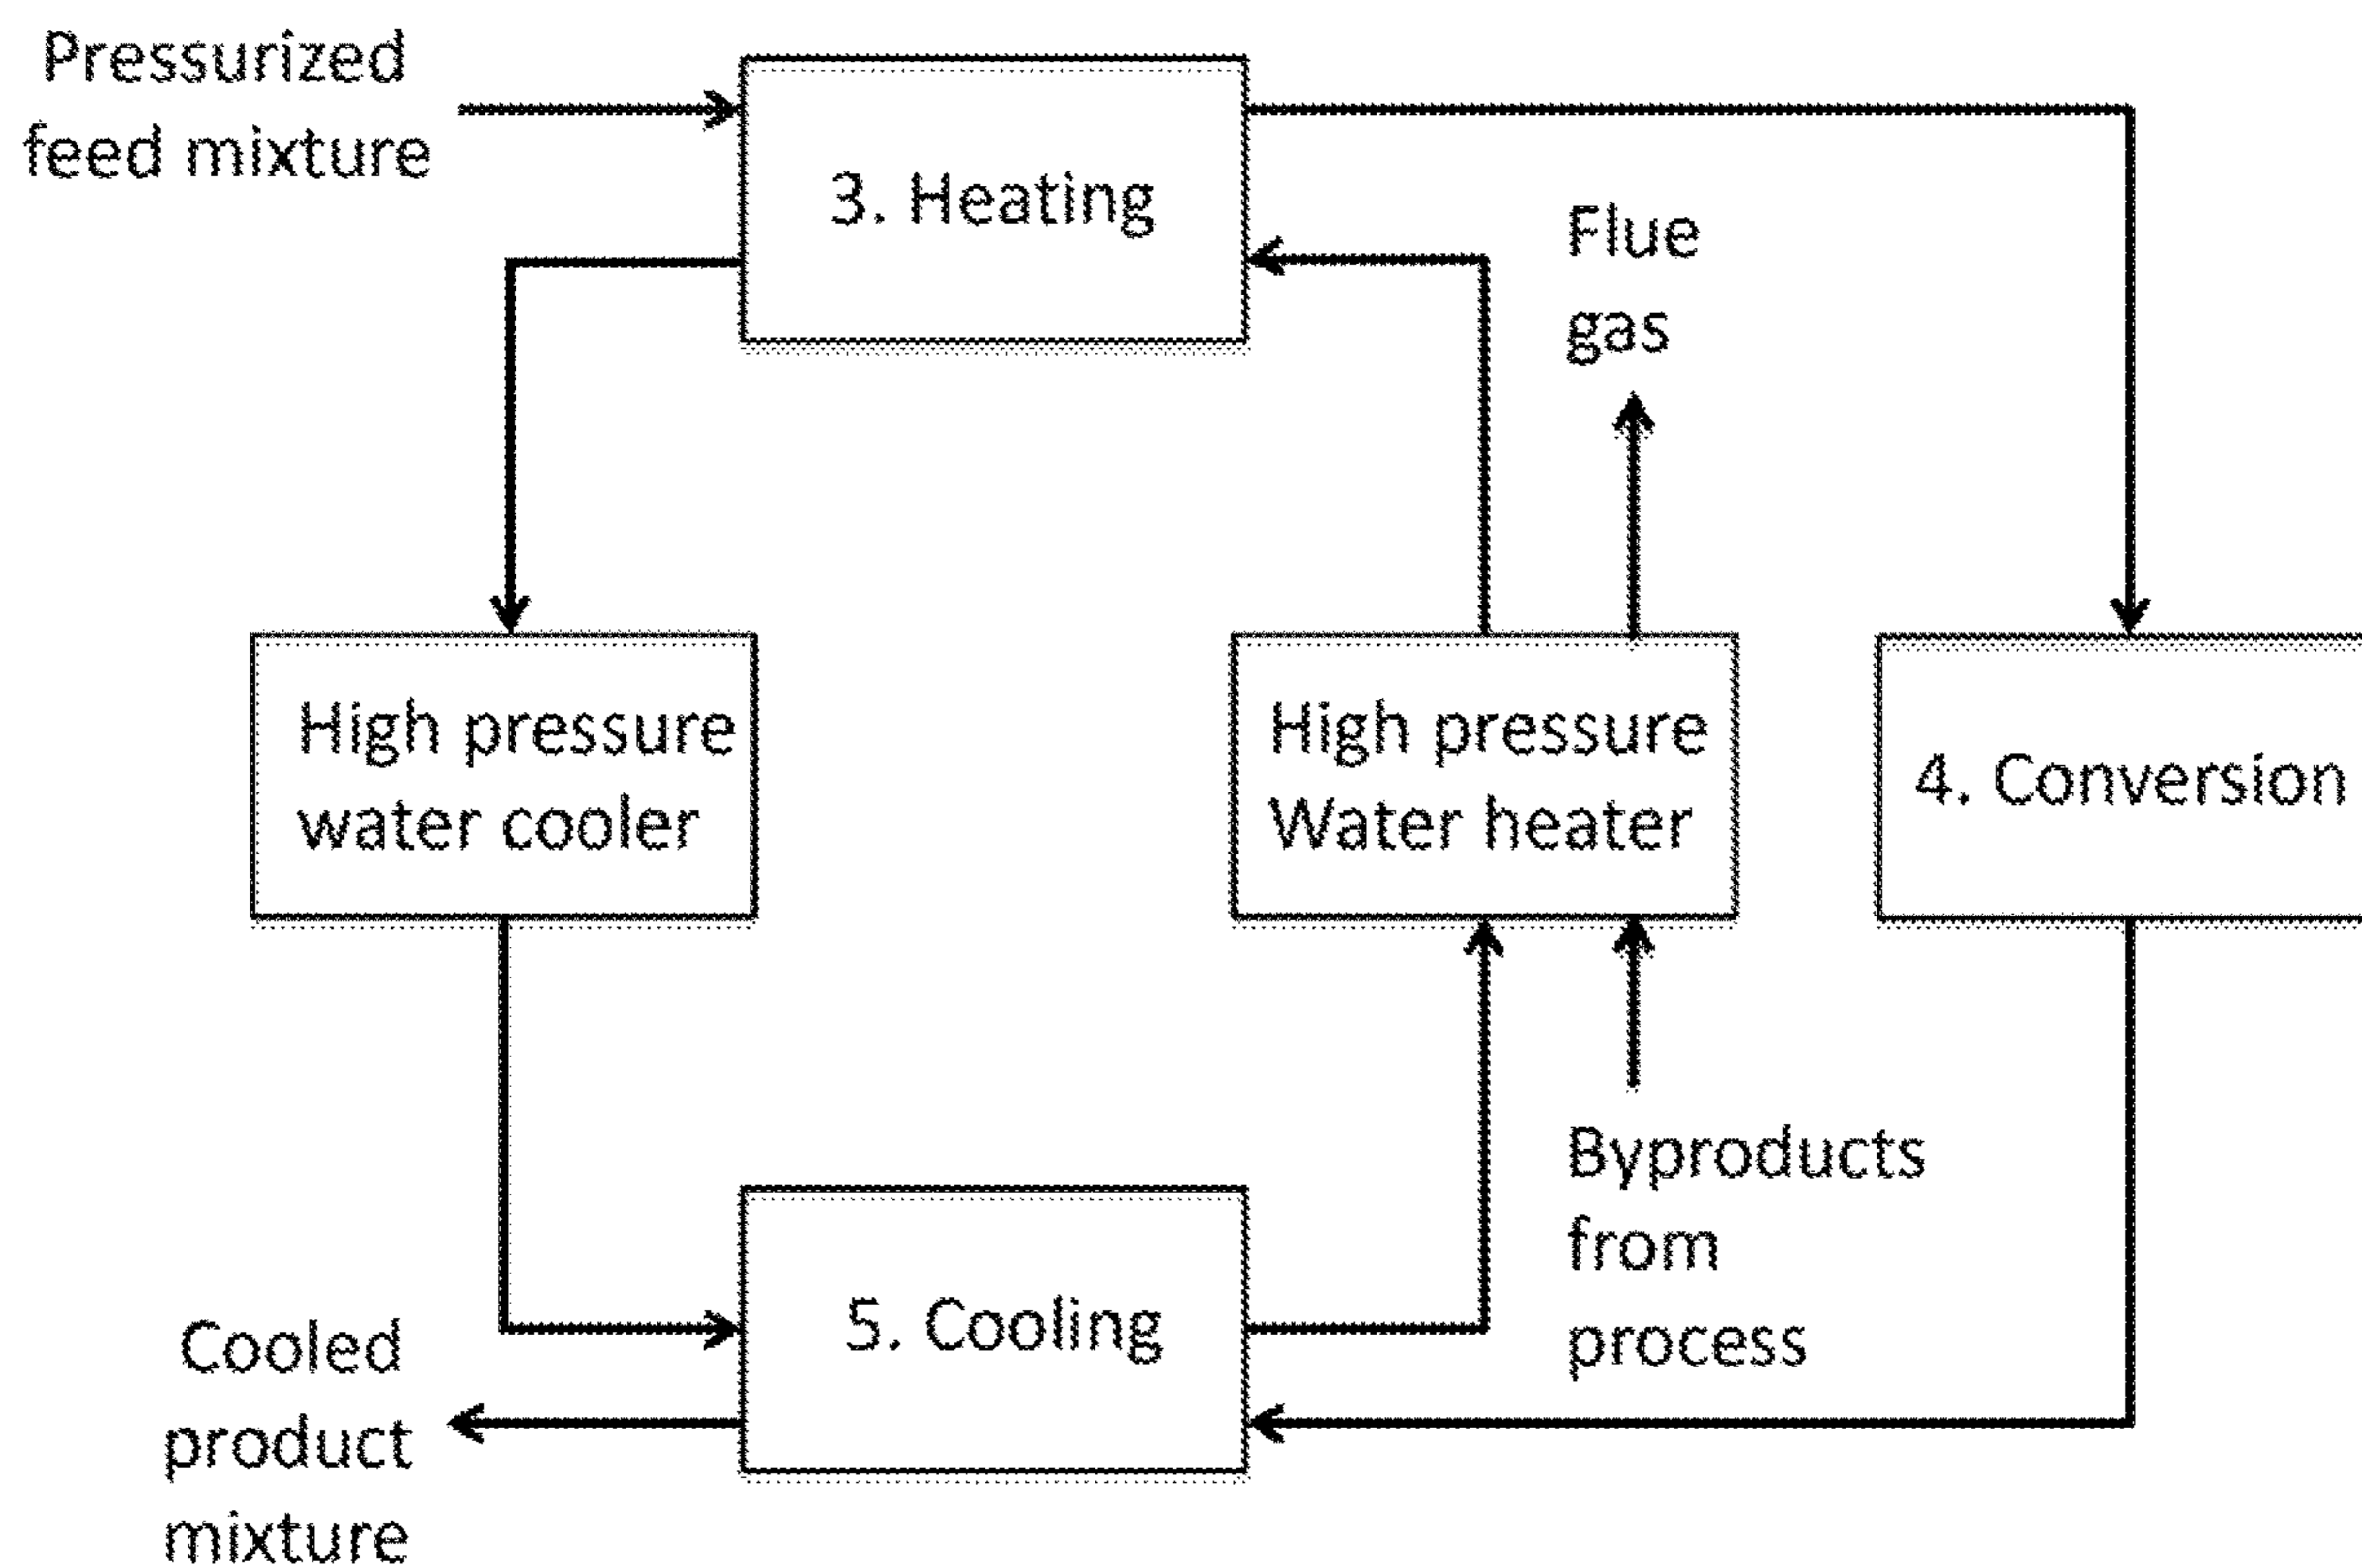 Pressurized
feed mixture
3. Heating
Flue
gas
High pressure
water cooler
High pressure
Water heater
4. Conversion
Byproducts
from
process
5. Cooling
Cooled
product
mixture